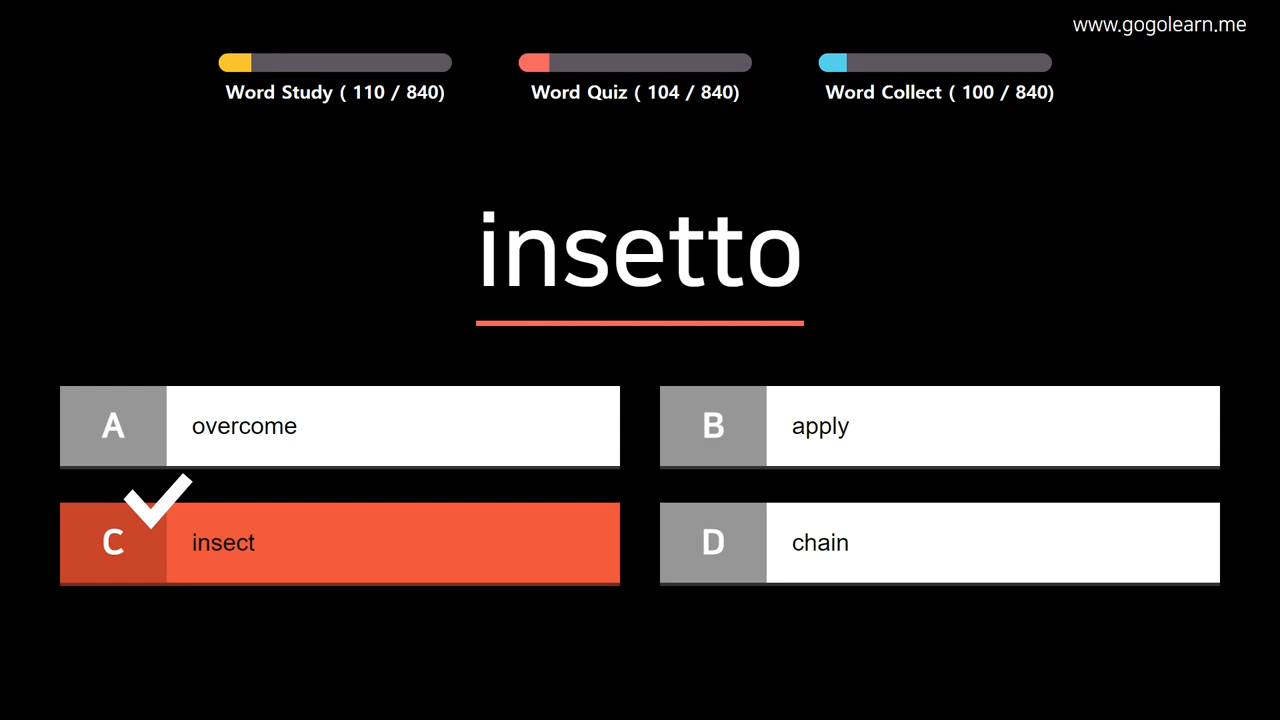 www.gogolearn.me
Word Study ( 110 / 840)
Word Quiz ( 104 / 840)
Word Collect ( 100 / 840)
insetto
A overcome
B apply
C insect
D chain